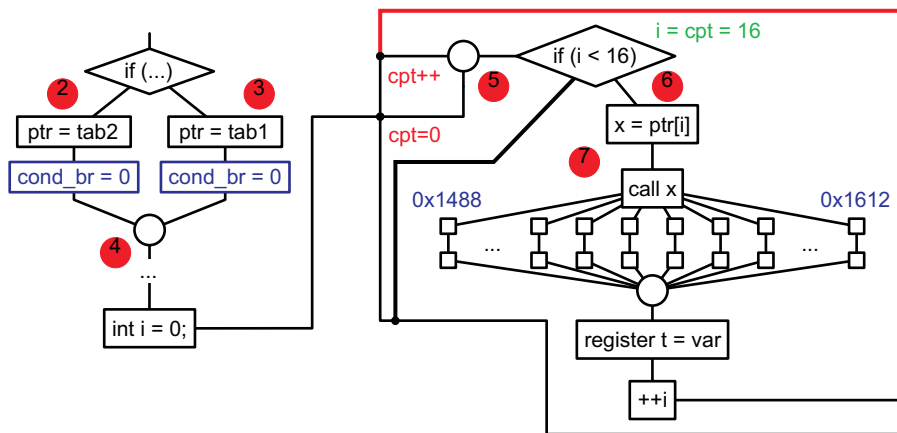 if (...)
2
3
ptr = tab2
ptr = tab1
cond_br = 0
cond_br = 0
4
...
int i = 0;
i = cpt = 16
if (i < 16)
cpt++
5
6
cpt=0
x = ptr[i]
7
call x
0x1488
0x1612
...
...
register t = var
++i